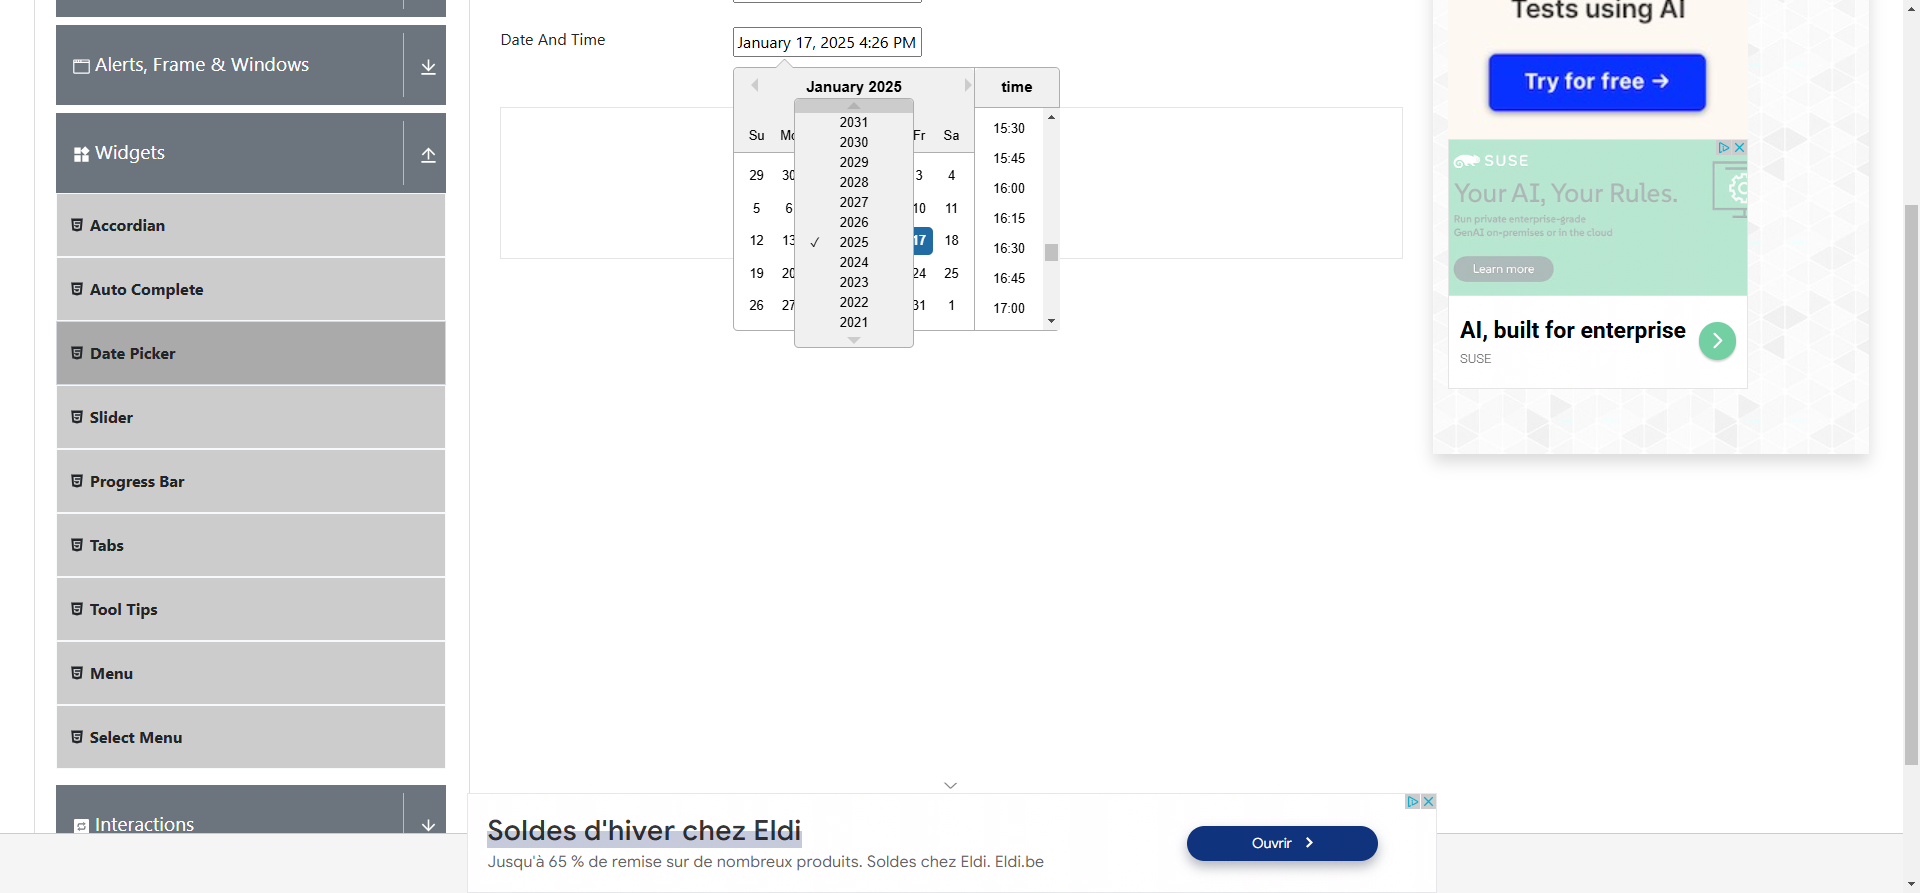 Alerts, Frame & Windows
Widgets
Accordian
Auto Complete
Date Picker
Slider
Progress Bar
Tabs
Tool Tips
Menu
Select Menu
Interactions
Date And Time
January 17, 2025 4:26 PM
January 2025
time
2031
2030
2029
2028
2027
2026
✓ 2025
2024
2023
2022
2021
Su Fr Sa
29 30 3 4
5 6 10 11
12 13 17 18
19 20 24 25
26 27 31 1
15:30
15:45
16:00
16:15
16:30
16:45
17:00
Tests using AI
Try for free →
SUSE
Your AI, Your Rules.
Run private enterprise-grade
GenAI on-premises or in the cloud
Learn more
AI, built for enterprise
SUSE
Soldes d'hiver chez Eldi
Jusqu'à 65 % de remise sur de nombreux produits. Soldes chez Eldi. Eldi.be
Ouvrir